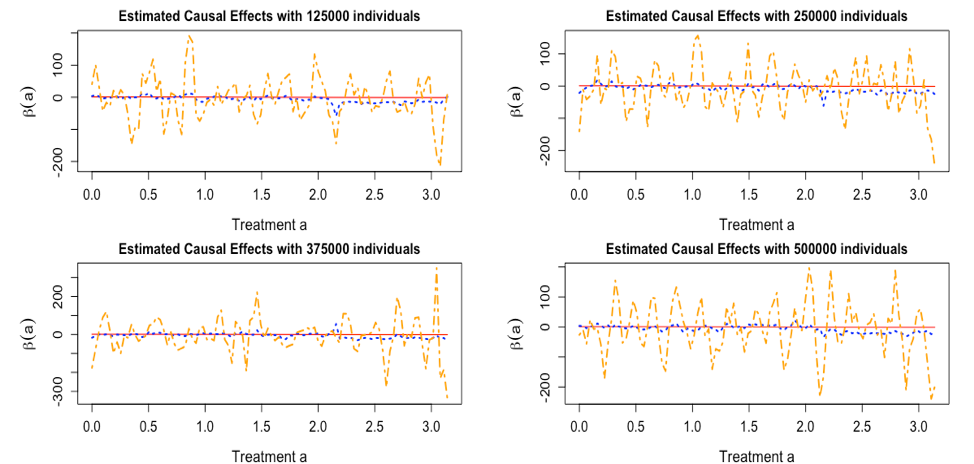 Estimated Causal Effects with 125000 individuals
β(a)
100
0
-200
0.0 0.5 1.0 1.5 2.0 2.5 3.0
Treatment a
Estimated Causal Effects with 250000 individuals
β(a)
100
0
-200
0.0 0.5 1.0 1.5 2.0 2.5 3.0
Treatment a
Estimated Causal Effects with 375000 individuals
β(a)
200
0
-300
0.0 0.5 1.0 1.5 2.0 2.5 3.0
Treatment a
Estimated Causal Effects with 500000 individuals
β(a)
100
0
-200
0.0 0.5 1.0 1.5 2.0 2.5 3.0
Treatment a